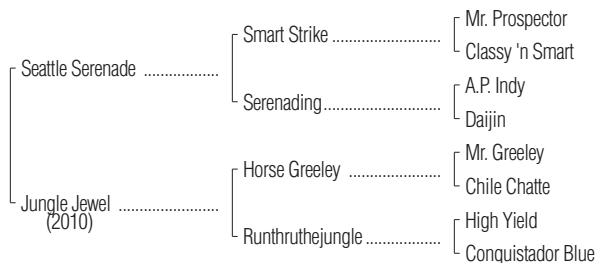 Mr. Prospector
Smart Strike ........................
Classy 'n Smart
Seattle Serenade .................
A.P. Indy
Serenading..........................
Daijin
Mr. Greeley
Horse Greeley ....................
Chile Chatte
Jungle Jewel .......................
(2010)
High Yield
Runthruthejungle.................
Conquistador Blue